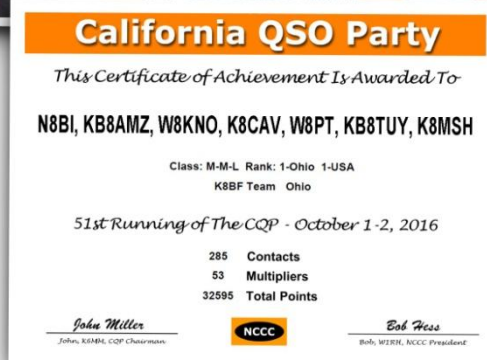 California QSO Party
This Certificate of Achievement Is Awarded To
N8BI, KB8AMZ, W8KNO, K8CAV, W8PT, KB8TUY, K8MSH
Class: M-M-L Rank: 1-Ohio 1-USA
K8BF Team Ohio
51st Running of The CQP - October 1-2, 2016
285 Contacts
53 Multipliers
32595 Total Points
John Miller
John, K6MM, CQP Chairman
NCCC
Bob Hess
Bob, W1RH, NCCC President